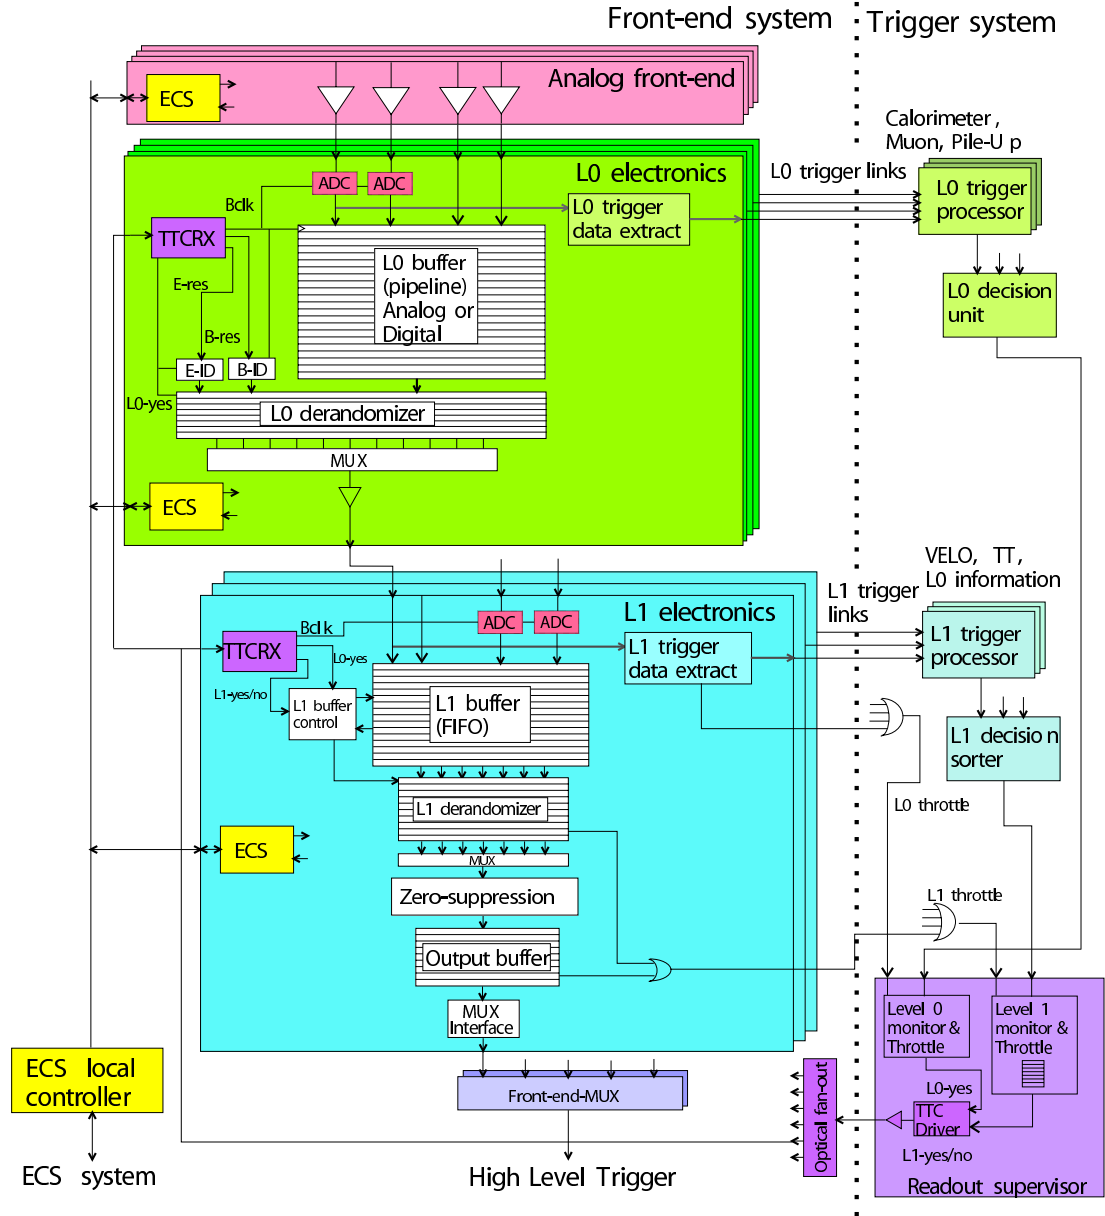 Front-end system
Trigger system
Analog front-end
ECS
Calorimeter,
Muon, Pile-Up
L0 electronics
L0 trigger links
ADC
ADC
Bclk
L0 trigger
data extract
L0 trigger
processor
TTCRX
L0 buffer
(pipeline)
Analog or
Digital
E-res
B-res
L0 decision
unit
E-ID
B-ID
L0-yes
L0 derandomizer
MUX
ECS
VELO, TT,
L0 information
L1 electronics
L1 trigger
links
Bclk
ADC
ADC
TTCRX
L0-yes
L1 trigger
data extract
L1 trigger
processor
L1-yes/no
L1 buffer
control
L1 buffer
(FIFO)
L1 decision
sorter
L1 derandomizer
L0 throttle
ECS
MUX
Zero-suppression
L1 throttle
Output buffer
MUX
Interface
Level 0
monitor &
Throttle
Level 1
monitor &
Throttle
ECS local
controller
Front-end-MUX
Optical fan-out
L0-yes
TTC
Driver
L1-yes/no
ECS system
High Level Trigger
Readout supervisor